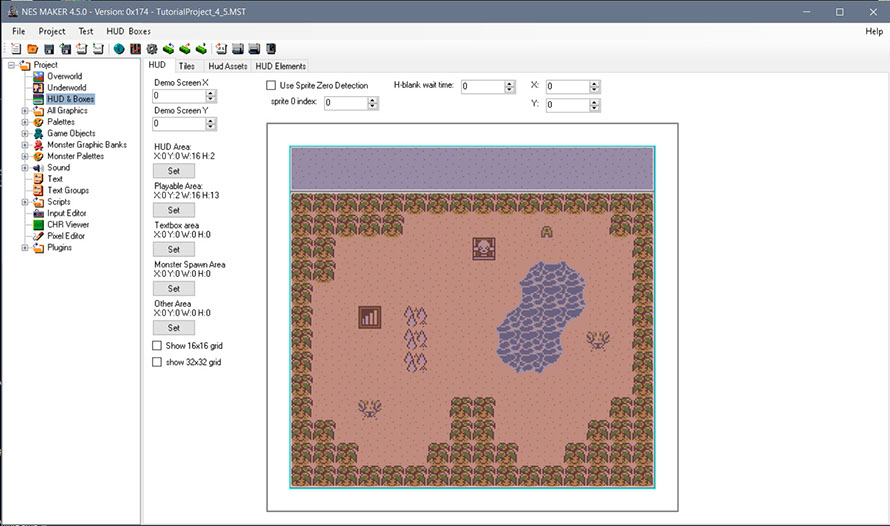 NES MAKER 4.5.0 - Version: 0x174 - TutorialProject_4_5.MST
File Project Test HUD Boxes Help
Project
Overworld
Underworld
HUD & Boxes
All Graphics
Palettes
Game Objects
Monster Graphic Banks
Monster Palettes
Sound
Text
Text Groups
Scripts
Input Editor
CHR Viewer
Pixel Editor
Plugins
HUD Tiles Hud Assets HUD Elements
Demo Screen X
0
Demo Screen Y
0
HUD Area:
X:0 Y:0 W:16 H:2
Set
Playable Area:
X:0 Y:2 W:16 H:13
Set
Textbox area
X:0 Y:0 W:0 H:0
Set
Monster Spawn Area
X:0 Y:0 W:0 H:0
Set
Other Area
X:0 Y:0 W:0 H:0
Set
Show 16x16 grid
show 32x32 grid
Use Sprite Zero Detection
sprite 0 index: 0
H-blank wait time: 0
X: 0
Y: 0